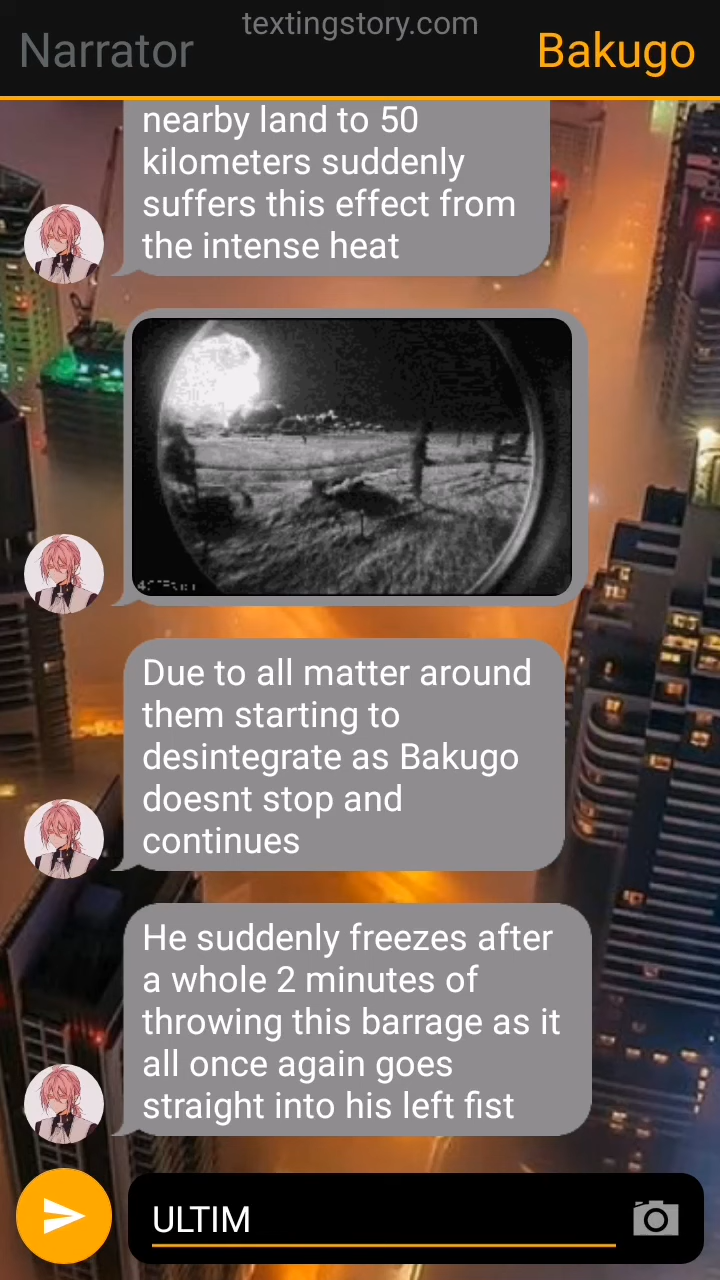 textingstory.com
Narrator
Bakugo
nearby land to 50
kilometers suddenly
suffers this effect from
the intense heat
Due to all matter around
them starting to
desintegrate as Bakugo
doesnt stop and
continues
He suddenly freezes after
a whole 2 minutes of
throwing this barrage as it
all once again goes
straight into his left fist
ULTIM